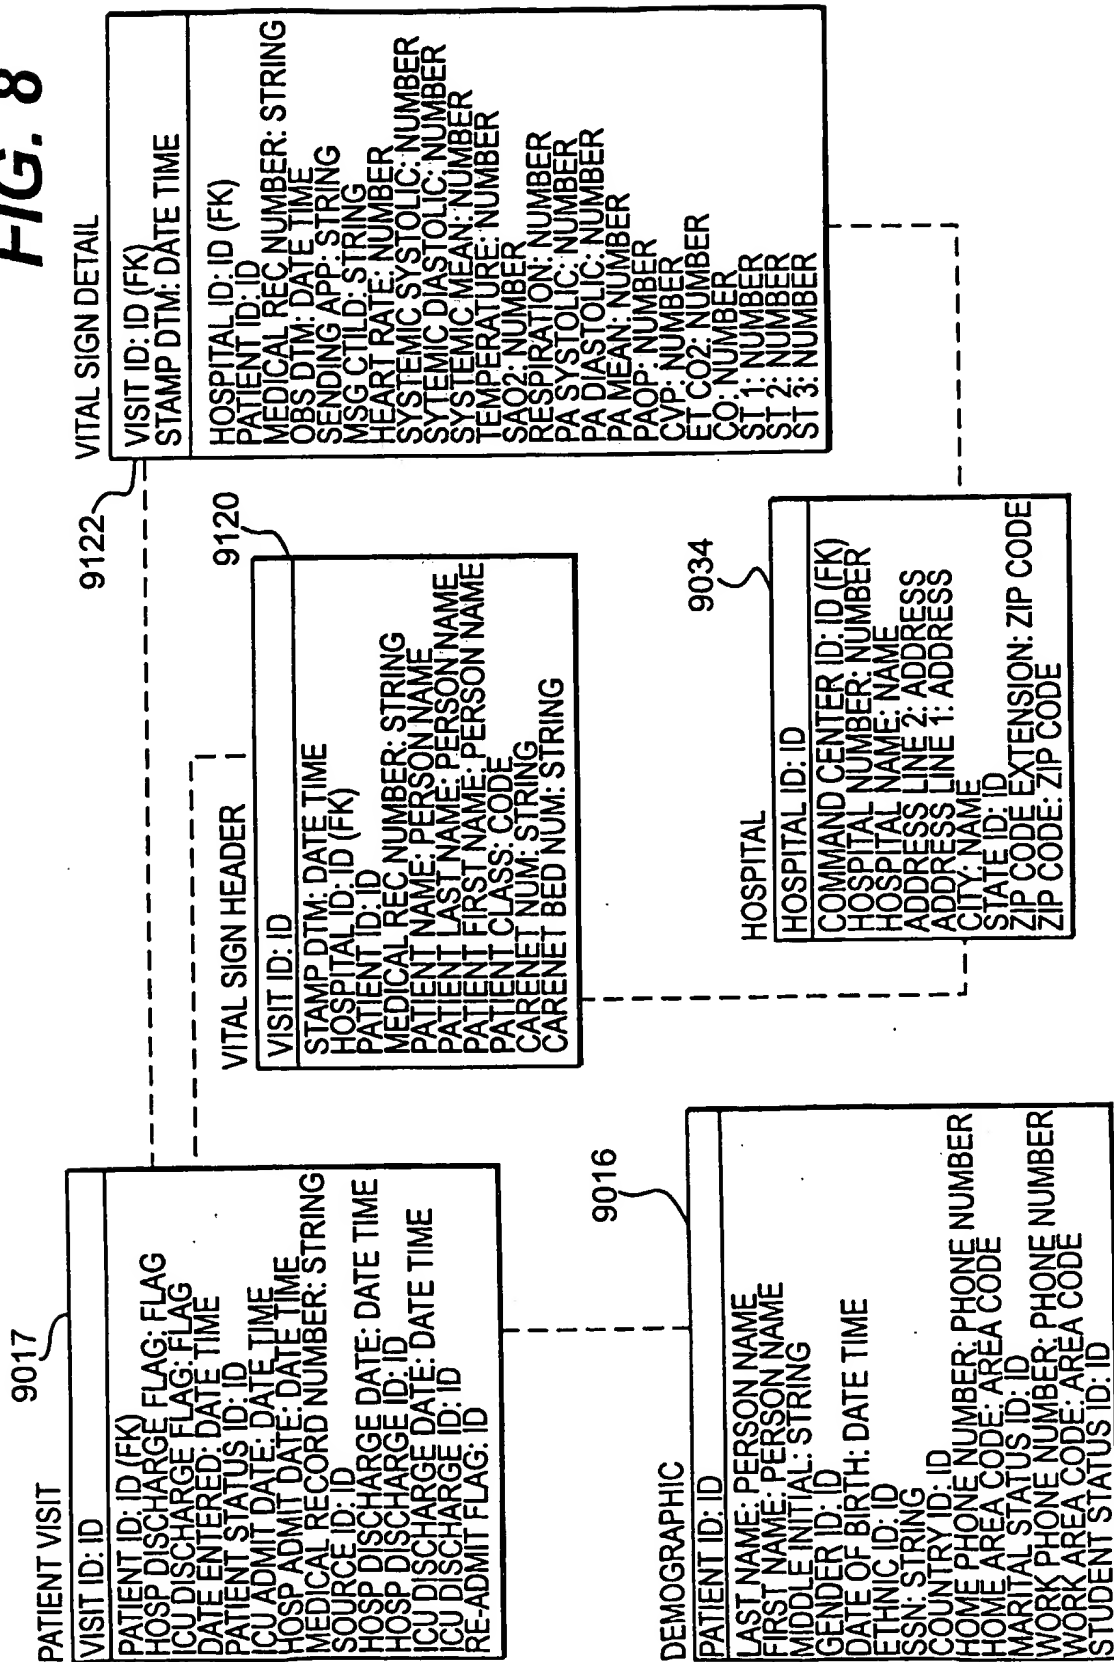 FIG. 8
PATIENT VISIT
9017
VISIT ID: ID
PATIENT ID: ID (FK)
HOSP DISCHARGE FLAG: FLAG
ICU DISCHARGE FLAG: FLAG
DATE ENTERED: DATE TIME
PATIENT STATUS ID: ID
ICU ADMIT DATE: DATE TIME
HOSP ADMIT DATE: DATE TIME
MEDICAL RECORD NUMBER: STRING
SOURCE ID: ID
HOSP DISCHARGE DATE: DATE TIME
HOSP DISCHARGE ID: ID
ICU DISCHARGE DATE: DATE TIME
ICU DISCHARGE ID: ID
RE-ADMIT FLAG: ID
VITAL SIGN HEADER
9120
VISIT ID: ID
STAMP DTM: DATE TIME
HOSPITAL ID: ID (FK)
PATIENT ID: ID
MEDICAL REC NUMBER: STRING
PATIENT NAME: PERSON NAME
PATIENT LAST NAME: PERSON NAME
PATIENT FIRST NAME: PERSON NAME
PATIENT CLASS: CODE
CARENET NUM: STRING
CARENET BED NUM: STRING
VITAL SIGN DETAIL
9122
VISIT ID: ID (FK)
STAMP DTM: DATE TIME
HOSPITAL ID: ID (FK)
PATIENT ID: ID
MEDICAL REC NUMBER: STRING
OBS DTM: DATE TIME
SENDING APP: STRING
MSG CTILD: STRING
HEART RATE: NUMBER
SYSTEMIC SYSTOLIC: NUMBER
SYTEMIC DIASTOLIC: NUMBER
SYSTEMIC MEAN: NUMBER
TEMPERATURE: NUMBER
SAO2: NUMBER
RESPIRATION: NUMBER
PA SYSTOLIC: NUMBER
PA DIASTOLIC: NUMBER
PA MEAN: NUMBER
PAOP: NUMBER
CVP: NUMBER
ET CO2: NUMBER
CO: NUMBER
ST 1: NUMBER
ST 2: NUMBER
ST 3: NUMBER
DEMOGRAPHIC
9016
PATIENT ID: ID
LAST NAME: PERSON NAME
FIRST NAME: PERSON NAME
MIDDLE INITIAL: STRING
GENDER ID: ID
DATE OF BIRTH: DATE TIME
ETHNIC ID: ID
SSN: STRING
COUNTRY ID: ID
HOME PHONE NUMBER: PHONE NUMBER
HOME AREA CODE: AREA CODE
MARITAL STATUS ID: ID
WORK PHONE NUMBER: PHONE NUMBER
WORK AREA CODE: AREA CODE
STUDENT STATUS ID: ID
HOSPITAL
9034
HOSPITAL ID: ID
COMMAND CENTER ID: ID (FK)
HOSPITAL NUMBER: NUMBER
HOSPITAL NAME: NAME
ADDRESS LINE 2: ADDRESS
ADDRESS LINE 1: ADDRESS
CITY: NAME
STATE ID: ID
ZIP CODE EXTENSION: ZIP CODE
ZIP CODE: ZIP CODE